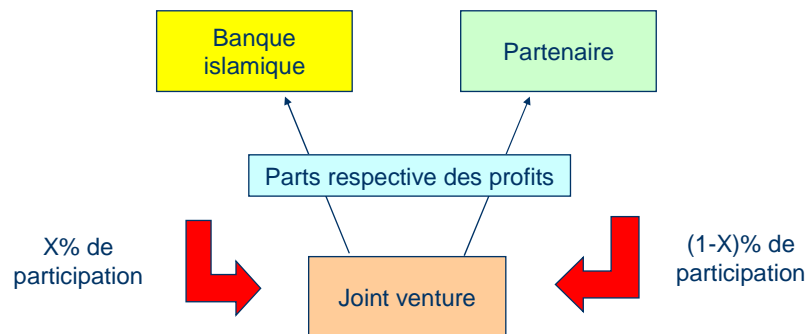 Banque
islamique
Partenaire
Parts respective des profits
X% de
participation
(1-X)% de
participation
Joint venture